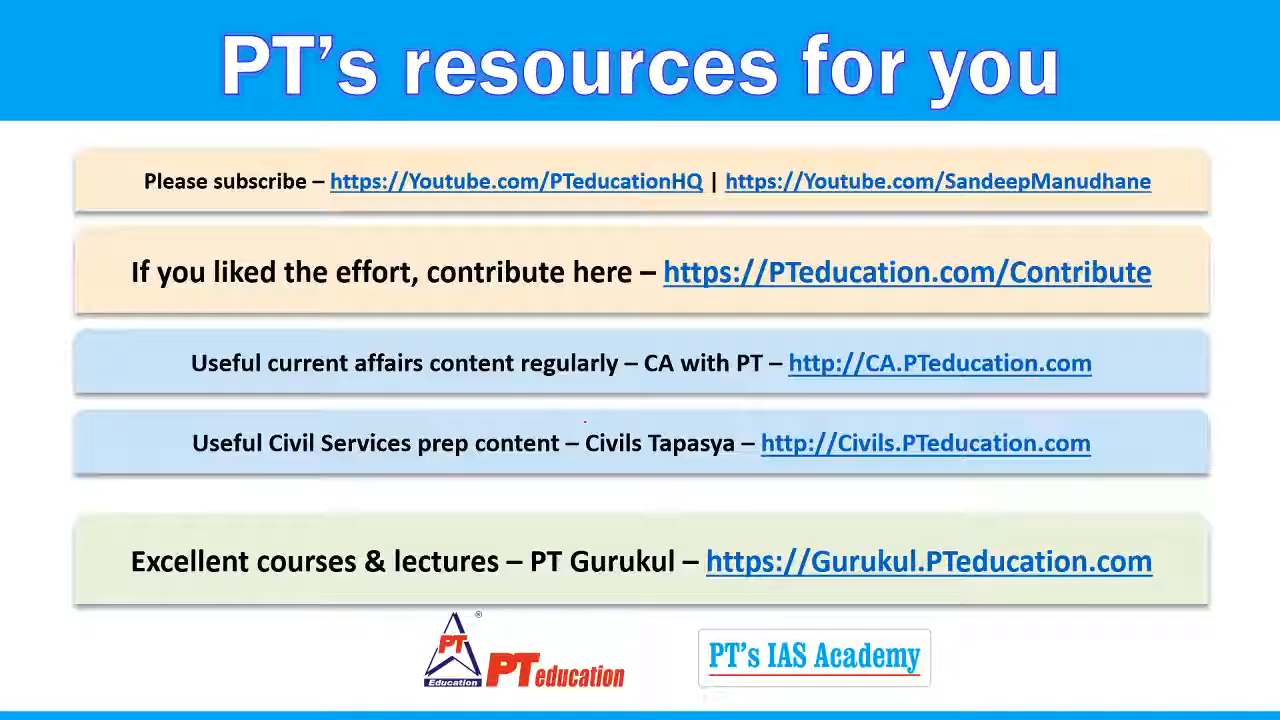 PT’s resources for you
Please subscribe – https://Youtube.com/PTeducationHQ | https://Youtube.com/SandeepManudhane
If you liked the effort, contribute here – https://PTeducation.com/Contribute
Useful current affairs content regularly – CA with PT – http://CA.PTeducation.com
Useful Civil Services prep content – Civils Tapasya – http://Civils.PTeducation.com
Excellent courses & lectures – PT Gurukul – https://Gurukul.PTeducation.com
PT ®
Education
PT education
PT’s IAS Academy